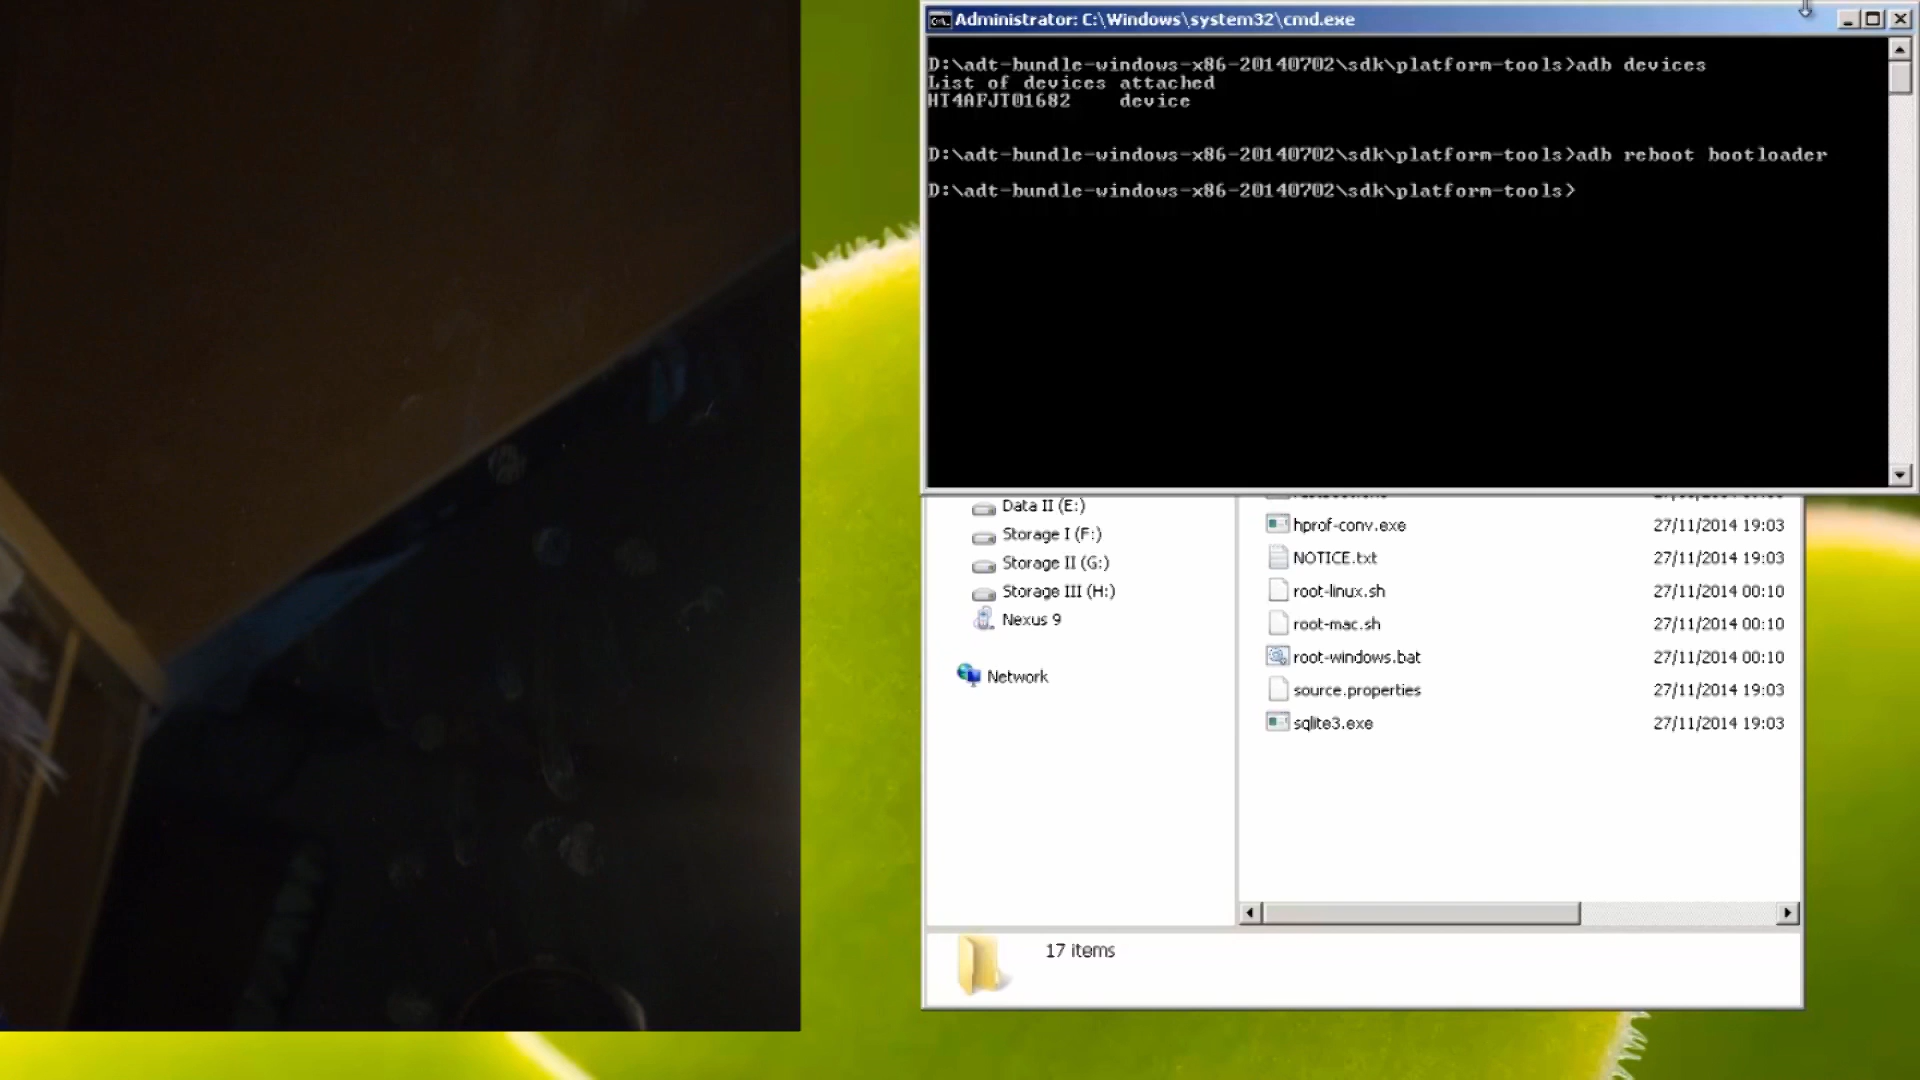 Administrator: C:\Windows\system32\cmd.exe
D:\adt-bundle-windows-x86-20140702\sdk\platform-tools>adb devices
List of devices attached
HT4AFJT01682    device
D:\adt-bundle-windows-x86-20140702\sdk\platform-tools>adb reboot bootloader
D:\adt-bundle-windows-x86-20140702\sdk\platform-tools>
Data II (E:)
Storage I (F:)
Storage II (G:)
Storage III (H:)
Nexus 9
Network
hprof-conv.exe 27/11/2014 19:03
NOTICE.txt 27/11/2014 19:03
root-linux.sh 27/11/2014 00:10
root-mac.sh 27/11/2014 00:10
root-windows.bat 27/11/2014 00:10
source.properties 27/11/2014 19:03
sqlite3.exe 27/11/2014 19:03
17 items